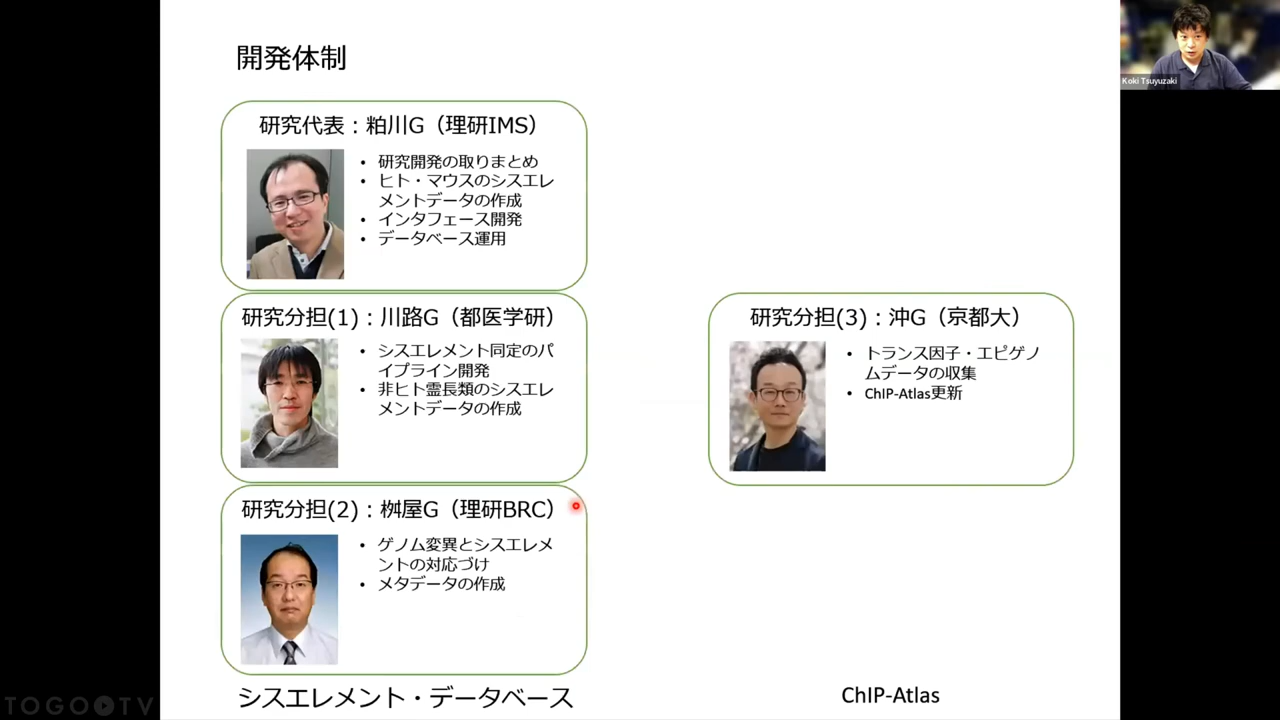 開発体制
研究代表：粕川G（理研IMS）
• 研究開発の取りまとめ
• ヒト・マウスのシスエレ
メントデータの作成
• インタフェース開発
• データベース運用
研究分担(1)：川路G（都医学研）
• シスエレメント同定のパ
イプライン開発
• 非ヒト霊長類のシスエレ
メントデータの作成
研究分担(2)：桝屋G（理研BRC）
• ゲノム変異とシスエレメ
ントの対応づけ
• メタデータの作成
シスエレメント・データベース
研究分担(3)：沖G（京都大）
• トランス因子・エピゲノ
ムデータの収集
• ChIP-Atlas更新
ChIP-Atlas
Koki Tsuyuzaki
TOGO TV